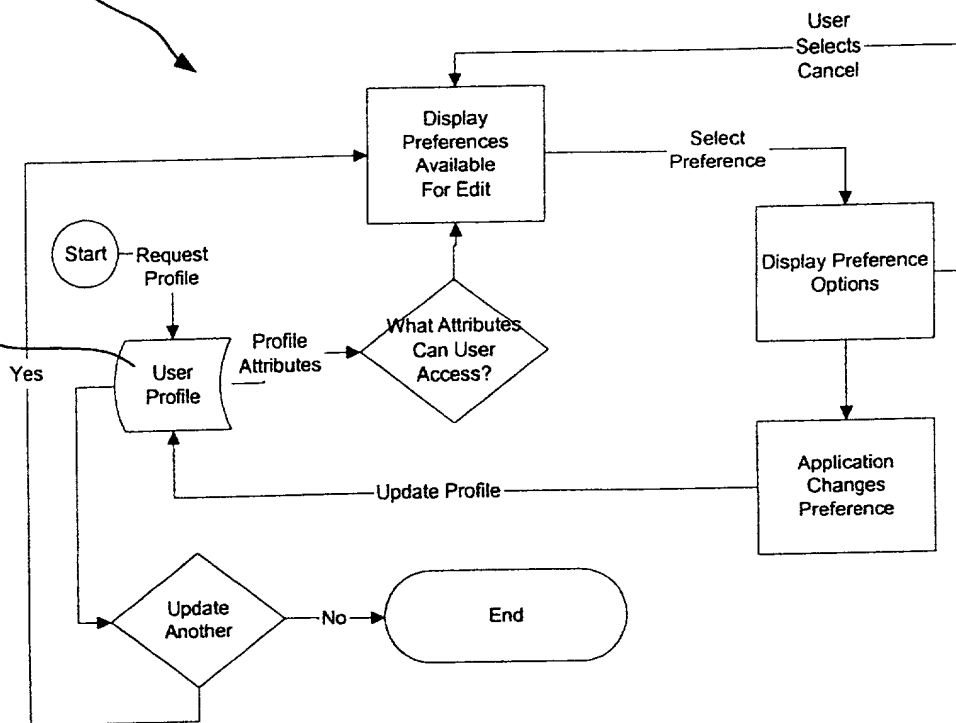 User
Selects
Cancel
Display
Preferences
Available
For Edit
Select
Preference
Start
Request
Profile
Display Preference
Options
What Attributes
Can User
Access?
Profile
Attributes
User
Profile
Yes
Application
Changes
Preference
Update Profile
Update
Another
No
End